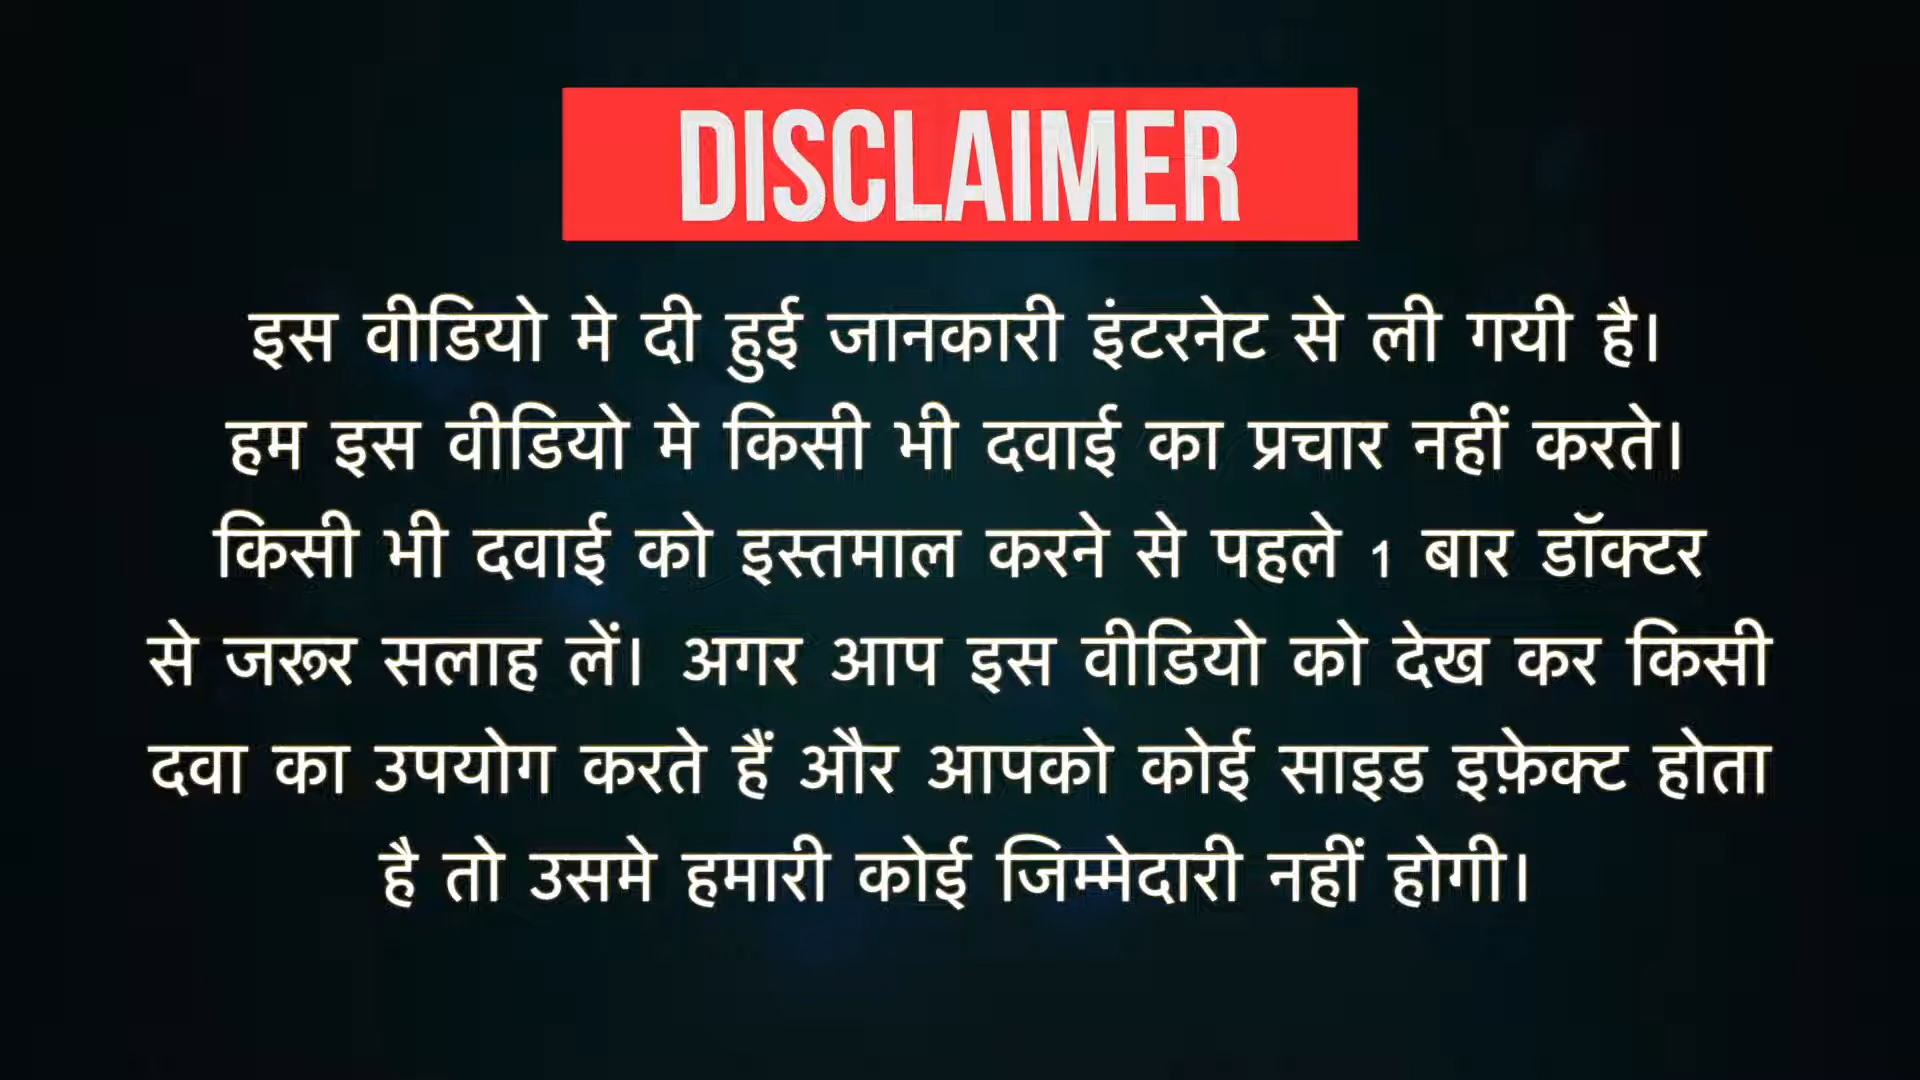 DISCLAIMER
इस वीडियो मे दी हुई जानकारी इंटरनेट से ली गयी है।
हम इस वीडियो मे किसी भी दवाई का प्रचार नहीं करते।
किसी भी दवाई को इस्तमाल करने से पहले 1 बार डॉक्टर
से जरूर सलाह लें। अगर आप इस वीडियो को देख कर किसी
दवा का उपयोग करते हैं और आपको कोई साइड इफ़ेक्ट होता
है तो उसमे हमारी कोई जिम्मेदारी नहीं होगी।